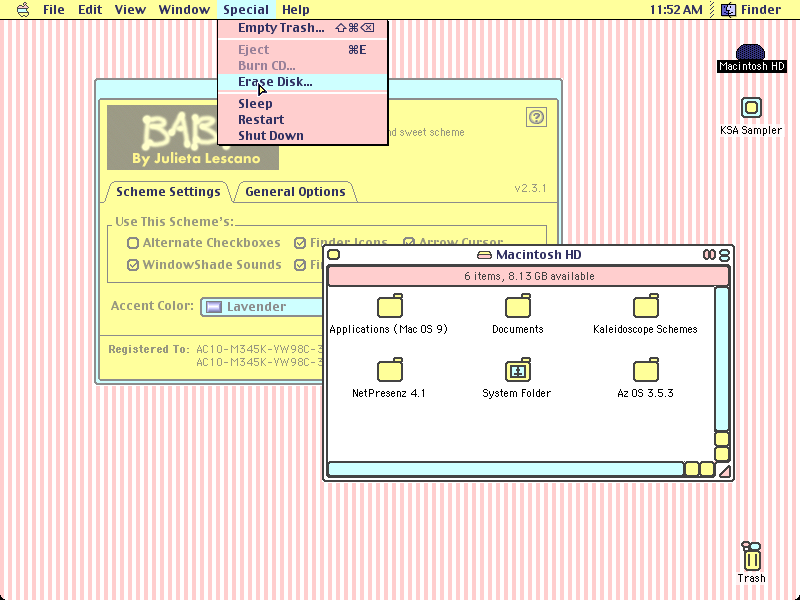 File Edit View Window Special Help 11:52 AM Finder
Empty Trash... ⇧⌘⌫
Eject ⌘E
Burn CD...
Erase Disk...
Sleep
Restart
Shut Down
Macintosh HD
KSA Sampler
BAB
nd sweet scheme
By Julieta Lescano
Scheme Settings General Options v2.3.1
Use This Scheme's:
Alternate Checkboxes Finder Icons Arrow Cursor
WindowShade Sounds Fi
Accent Color: Lavender
Registered To: AC10-M345K-VW98C-3
AC10-M345K-VW98C-3
Macintosh HD
6 items, 8.13 GB available
Applications (Mac OS 9) Documents Kaleidoscope Schemes
NetPresenz 4.1 System Folder Az OS 3.5.3
Trash